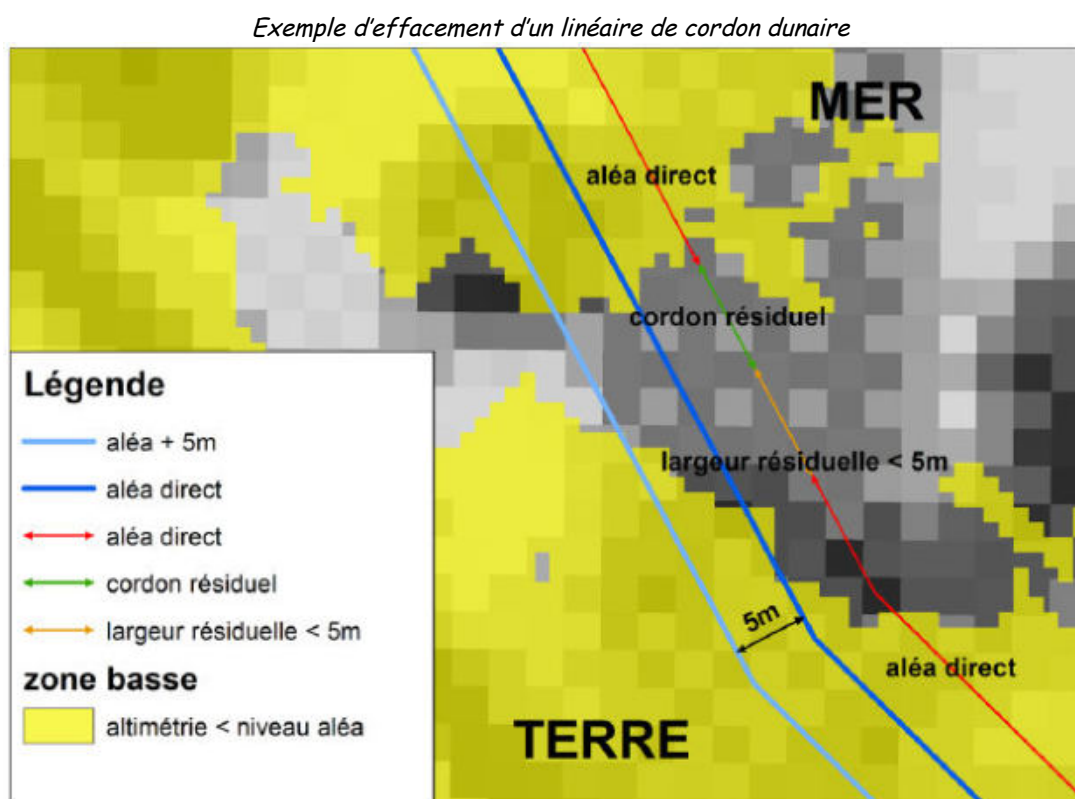 Exemple d'effacement d'un linéaire de cordon dunaire
MER
aléa direct
cordon résiduel
largeur résiduelle < 5m
5m
aléa direct
TERRE
Légende
aléa + 5m
aléa direct
aléa direct
cordon résiduel
largeur résiduelle < 5m
zone basse
altimétrie < niveau aléa